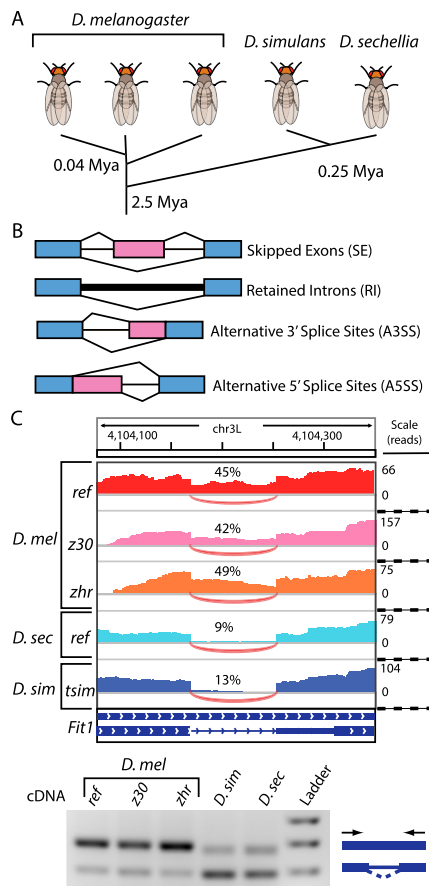 A
D. melanogaster
D. simulans D. sechellia
0.04 Mya
0.25 Mya
2.5 Mya
B
Skipped Exons (SE)
Retained Introns (RI)
Alternative 3' Splice Sites (A3SS)
Alternative 5' Splice Sites (A5SS)
C
chr3L
Scale
(reads)
4,104,100 4,104,300
D. mel
ref 45% 66
0
z30 42% 157
0
zhr 49% 75
0
D. sec ref 9% 79
0
D. sim tsim 13% 104
0
Fit1
D. mel
cDNA ref z30 zhr D. sim D. sec Ladder